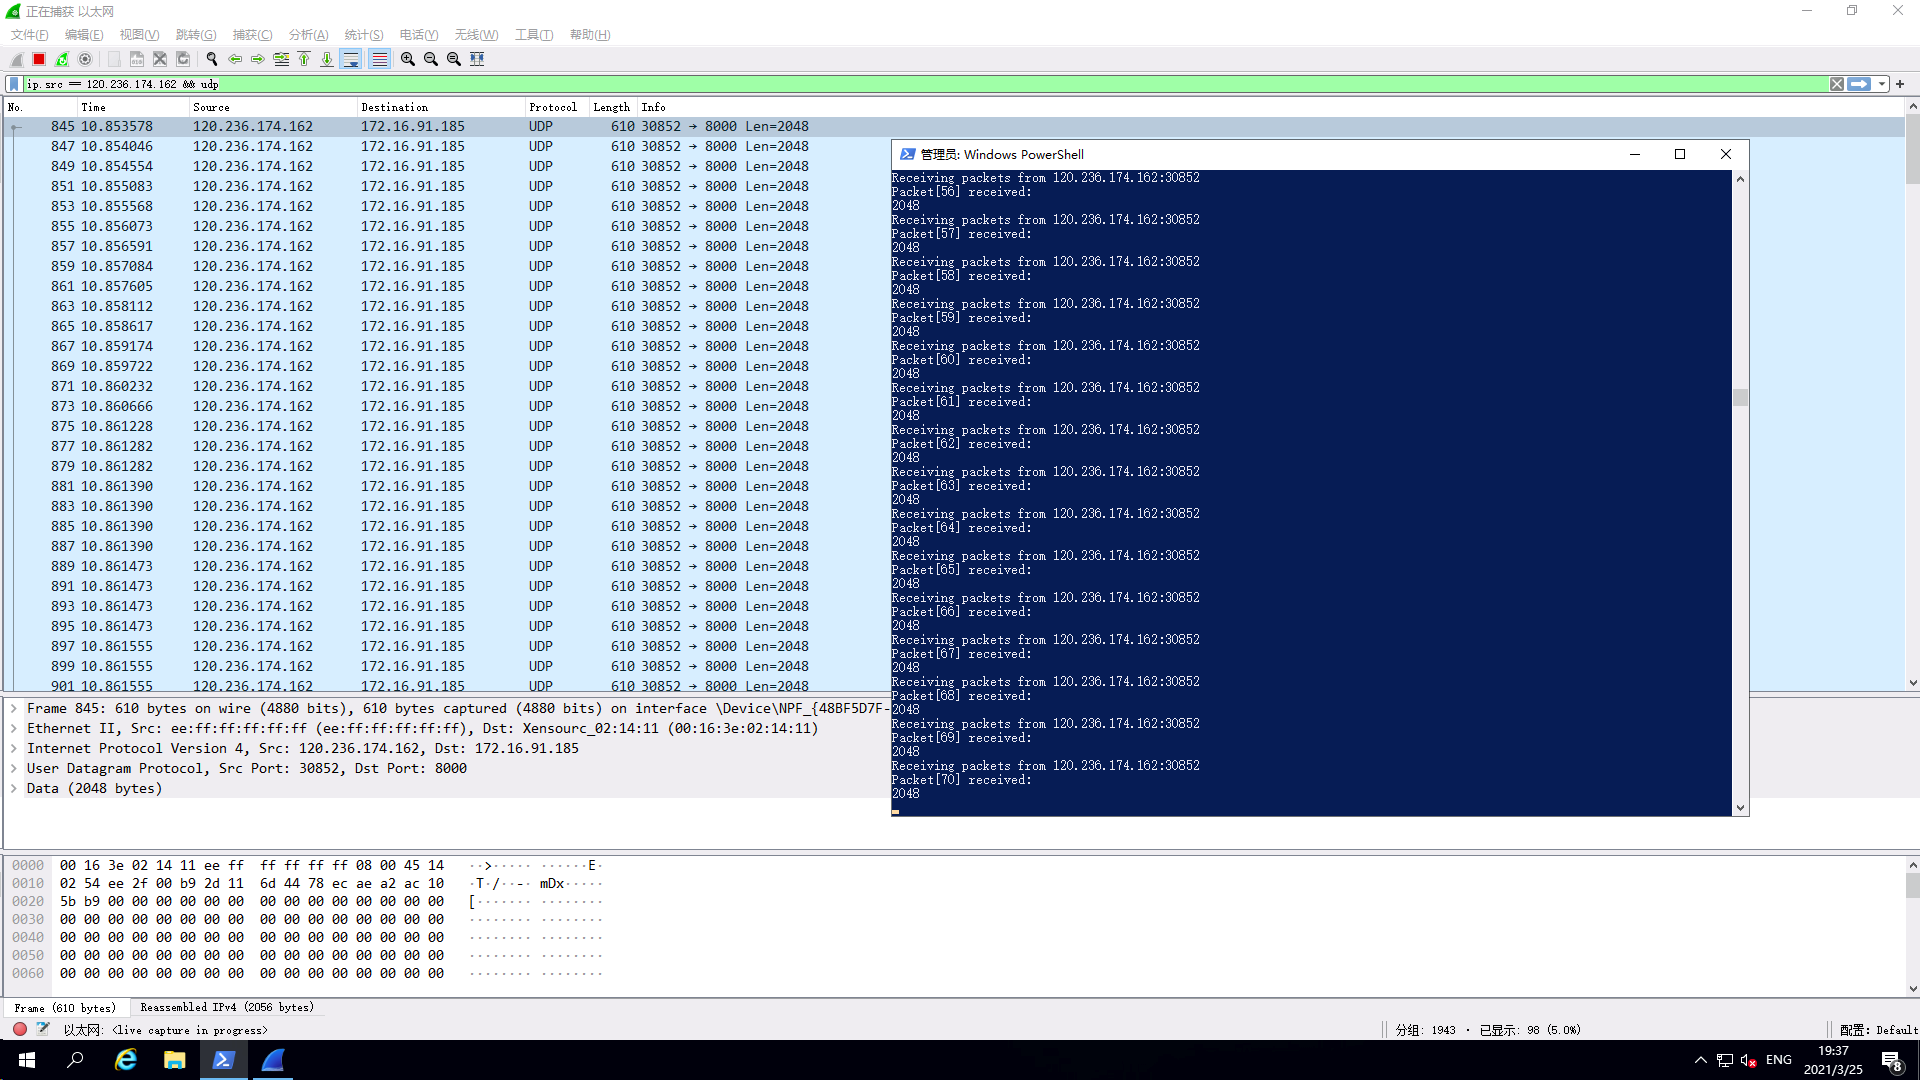 正在捕获 以太网
文件(F) 编辑(E) 视图(V) 跳转(G) 捕获(C) 分析(A) 统计(S) 电话(Y) 无线(W) 工具(T) 帮助(H)
ip.src == 120.236.174.162 && udp
No. Time Source Destination Protocol Length Info
845 10.853578 120.236.174.162 172.16.91.185 UDP 610 30852 → 8000 Len=2048
847 10.854046 120.236.174.162 172.16.91.185 UDP 610 30852 → 8000 Len=2048
849 10.854554 120.236.174.162 172.16.91.185 UDP 610 30852 → 8000 Len=2048
851 10.855083 120.236.174.162 172.16.91.185 UDP 610 30852 → 8000 Len=2048
853 10.855568 120.236.174.162 172.16.91.185 UDP 610 30852 → 8000 Len=2048
855 10.856073 120.236.174.162 172.16.91.185 UDP 610 30852 → 8000 Len=2048
857 10.856591 120.236.174.162 172.16.91.185 UDP 610 30852 → 8000 Len=2048
859 10.857084 120.236.174.162 172.16.91.185 UDP 610 30852 → 8000 Len=2048
861 10.857605 120.236.174.162 172.16.91.185 UDP 610 30852 → 8000 Len=2048
863 10.858112 120.236.174.162 172.16.91.185 UDP 610 30852 → 8000 Len=2048
865 10.858617 120.236.174.162 172.16.91.185 UDP 610 30852 → 8000 Len=2048
867 10.859174 120.236.174.162 172.16.91.185 UDP 610 30852 → 8000 Len=2048
869 10.859722 120.236.174.162 172.16.91.185 UDP 610 30852 → 8000 Len=2048
871 10.860232 120.236.174.162 172.16.91.185 UDP 610 30852 → 8000 Len=2048
873 10.860666 120.236.174.162 172.16.91.185 UDP 610 30852 → 8000 Len=2048
875 10.861228 120.236.174.162 172.16.91.185 UDP 610 30852 → 8000 Len=2048
877 10.861282 120.236.174.162 172.16.91.185 UDP 610 30852 → 8000 Len=2048
879 10.861282 120.236.174.162 172.16.91.185 UDP 610 30852 → 8000 Len=2048
881 10.861390 120.236.174.162 172.16.91.185 UDP 610 30852 → 8000 Len=2048
883 10.861390 120.236.174.162 172.16.91.185 UDP 610 30852 → 8000 Len=2048
885 10.861390 120.236.174.162 172.16.91.185 UDP 610 30852 → 8000 Len=2048
887 10.861390 120.236.174.162 172.16.91.185 UDP 610 30852 → 8000 Len=2048
889 10.861473 120.236.174.162 172.16.91.185 UDP 610 30852 → 8000 Len=2048
891 10.861473 120.236.174.162 172.16.91.185 UDP 610 30852 → 8000 Len=2048
893 10.861473 120.236.174.162 172.16.91.185 UDP 610 30852 → 8000 Len=2048
895 10.861473 120.236.174.162 172.16.91.185 UDP 610 30852 → 8000 Len=2048
897 10.861555 120.236.174.162 172.16.91.185 UDP 610 30852 → 8000 Len=2048
899 10.861555 120.236.174.162 172.16.91.185 UDP 610 30852 → 8000 Len=2048
901 10.861555 120.236.174.162 172.16.91.185 UDP 610 30852 → 8000 Len=2048
管理员: Windows PowerShell
Receiving packets from 120.236.174.162:30852
Packet[56] received:
2048
Receiving packets from 120.236.174.162:30852
Packet[57] received:
2048
Receiving packets from 120.236.174.162:30852
Packet[58] received:
2048
Receiving packets from 120.236.174.162:30852
Packet[59] received:
2048
Receiving packets from 120.236.174.162:30852
Packet[60] received:
2048
Receiving packets from 120.236.174.162:30852
Packet[61] received:
2048
Receiving packets from 120.236.174.162:30852
Packet[62] received:
2048
Receiving packets from 120.236.174.162:30852
Packet[63] received:
2048
Receiving packets from 120.236.174.162:30852
Packet[64] received:
2048
Receiving packets from 120.236.174.162:30852
Packet[65] received:
2048
Receiving packets from 120.236.174.162:30852
Packet[66] received:
2048
Receiving packets from 120.236.174.162:30852
Packet[67] received:
2048
Receiving packets from 120.236.174.162:30852
Packet[68] received:
2048
Receiving packets from 120.236.174.162:30852
Packet[69] received:
2048
Receiving packets from 120.236.174.162:30852
Packet[70] received:
2048
Frame 845: 610 bytes on wire (4880 bits), 610 bytes captured (4880 bits) on interface \Device\NPF_{48BF5D7F-
Ethernet II, Src: ee:ff:ff:ff:ff:ff (ee:ff:ff:ff:ff:ff), Dst: Xensourc_02:14:11 (00:16:3e:02:14:11)
Internet Protocol Version 4, Src: 120.236.174.162, Dst: 172.16.91.185
User Datagram Protocol, Src Port: 30852, Dst Port: 8000
Data (2048 bytes)
0000 00 16 3e 02 14 11 ee ff ff ff ff ff 08 00 45 14 ··>····· ······E·
0010 02 54 ee 2f 00 b9 2d 11 6d 44 78 ec ae a2 ac 10 ·T·/··-· mDx·····
0020 5b b9 00 00 00 00 00 00 00 00 00 00 00 00 00 00 [······· ········
0030 00 00 00 00 00 00 00 00 00 00 00 00 00 00 00 00 ········ ········
0040 00 00 00 00 00 00 00 00 00 00 00 00 00 00 00 00 ········ ········
0050 00 00 00 00 00 00 00 00 00 00 00 00 00 00 00 00 ········ ········
0060 00 00 00 00 00 00 00 00 00 00 00 00 00 00 00 00 ········ ········
Frame (610 bytes) Reassembled IPv4 (2056 bytes)
以太网: <live capture in progress> 分组: 1943 · 已显示: 98 (5.0%) 配置: Default
ENG 19:37
2021/3/25 8